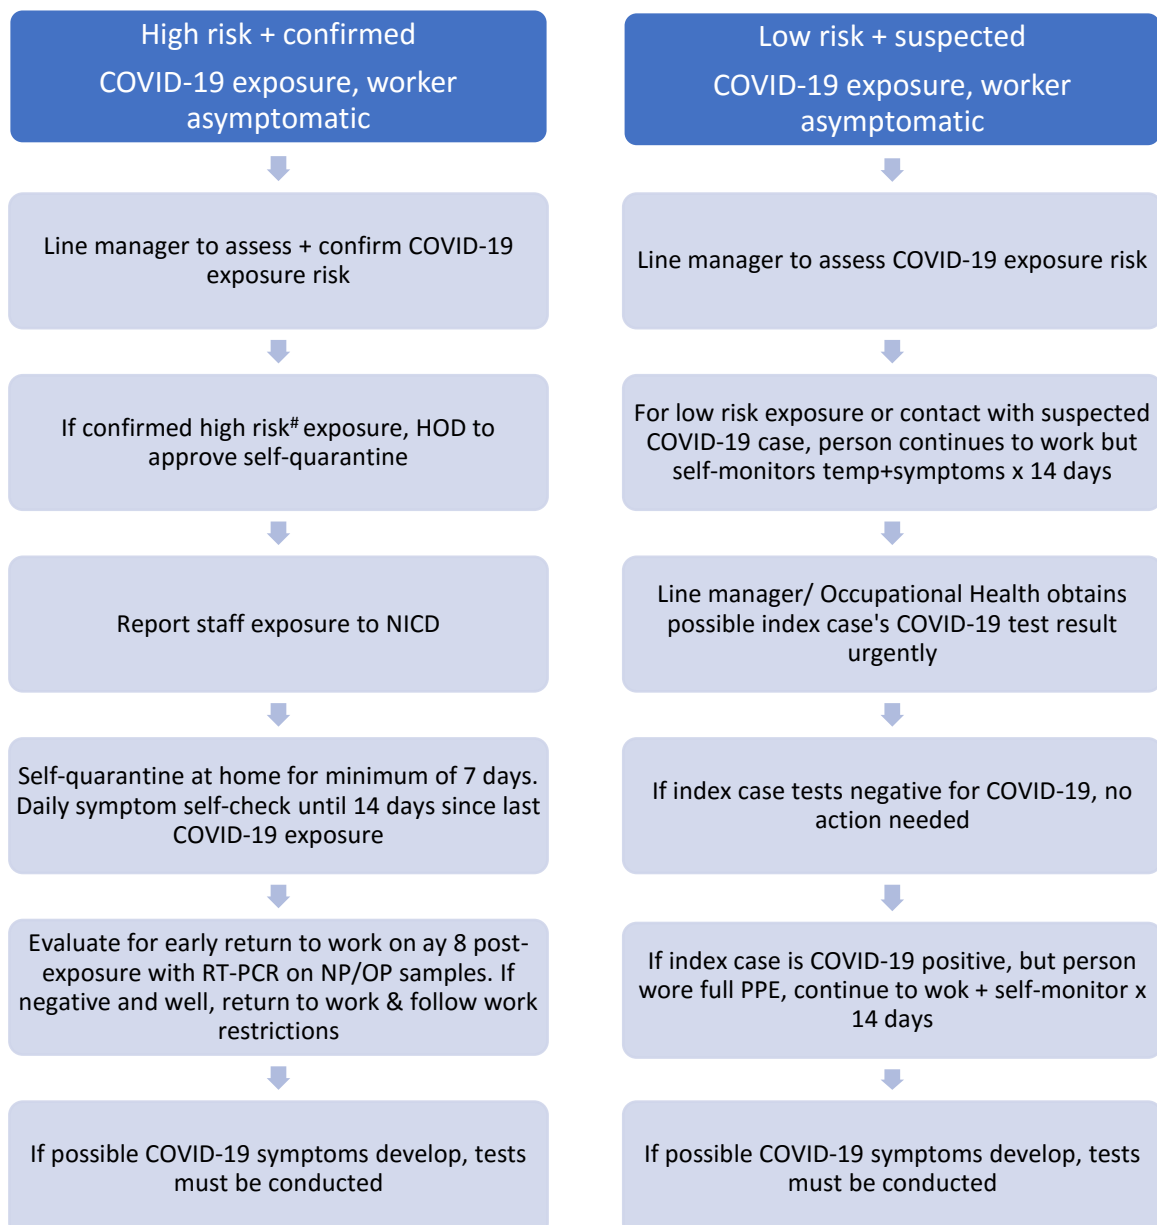 High risk + confirmed
COVID-19 exposure, worker
asymptomatic
Line manager to assess + confirm COVID-19
exposure risk
If confirmed high risk# exposure, HOD to
approve self-quarantine
Report staff exposure to NICD
Self-quarantine at home for minimum of 7 days.
Daily symptom self-check until 14 days since last
COVID-19 exposure
Evaluate for early return to work on ay 8 post-
exposure with RT-PCR on NP/OP samples. If
negative and well, return to work & follow work
restrictions
If possible COVID-19 symptoms develop, tests
must be conducted
Low risk + suspected
COVID-19 exposure, worker
asymptomatic
Line manager to assess COVID-19 exposure risk
For low risk exposure or contact with suspected
COVID-19 case, person continues to work but
self-monitors temp+symptoms x 14 days
Line manager/ Occupational Health obtains
possible index case's COVID-19 test result
urgently
If index case tests negative for COVID-19, no
action needed
If index case is COVID-19 positive, but person
wore full PPE, continue to wok + self-monitor x
14 days
If possible COVID-19 symptoms develop, tests
must be conducted